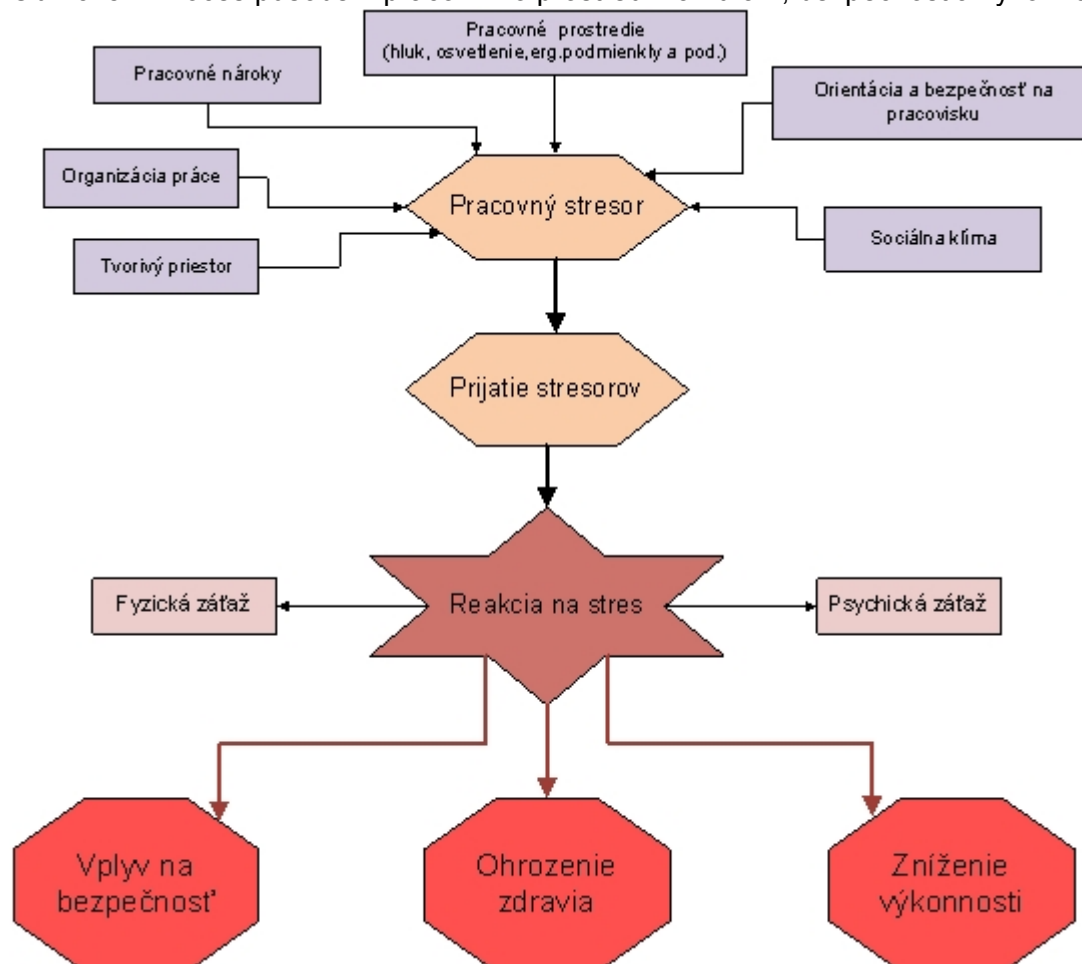 Pracovné prostredie
(hluk, osvetlenie,erg.podmienkly a pod.)
Pracovné nároky
Orientácia a bezpečnosť na
pracovisku
Organizácia práce
Pracovný stresor
Sociálna klíma
Tvorivý priestor
Prijatie stresorov
Fyzická záťaž
Reakcia na stres
Psychická záťaž
Vplyv na
bezpečnosť
Ohrozenie
zdravia
Zníženie
výkonnosti